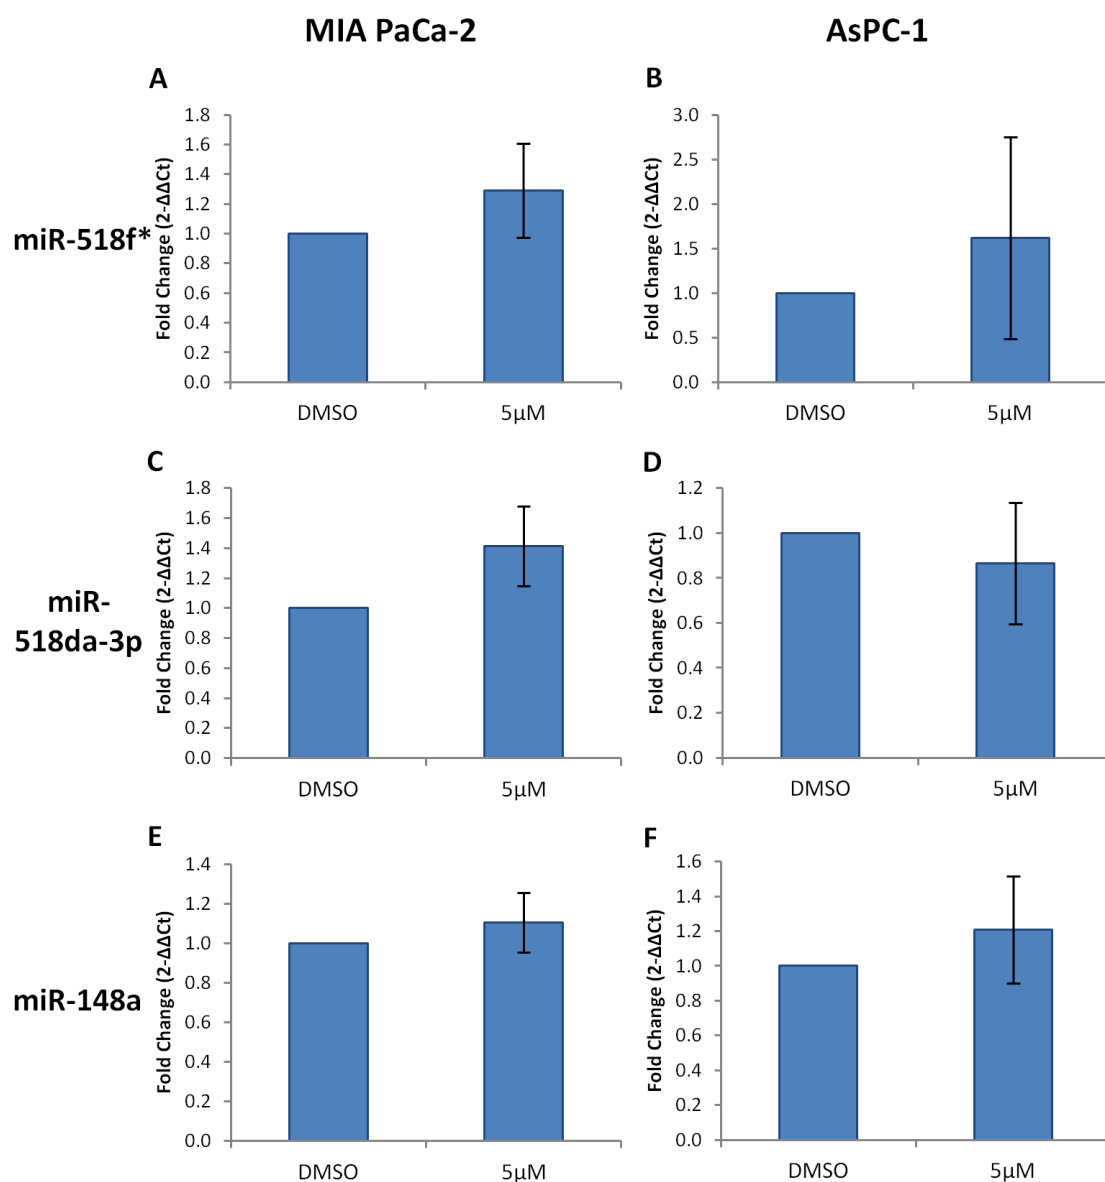 MIA PaCa-2
AsPC-1
miR-518f*
A
Fold Change (2-ΔΔCt)
1.8
1.6
1.4
1.2
1.0
0.8
0.6
0.4
0.2
0.0
DMSO
5µM
B
Fold Change (2-ΔΔCt)
3.0
2.5
2.0
1.5
1.0
0.5
0.0
DMSO
5µM
miR-
518da-3p
C
Fold Change (2-ΔΔCt)
1.8
1.6
1.4
1.2
1.0
0.8
0.6
0.4
0.2
0.0
DMSO
5µM
D
Fold Change (2-ΔΔCt)
1.2
1.0
0.8
0.6
0.4
0.2
0.0
DMSO
5µM
miR-148a
E
Fold Change (2-ΔΔCt)
1.4
1.2
1.0
0.8
0.6
0.4
0.2
0.0
DMSO
5µM
F
Fold Change (2-ΔΔCt)
1.6
1.4
1.2
1.0
0.8
0.6
0.4
0.2
0.0
DMSO
5µM